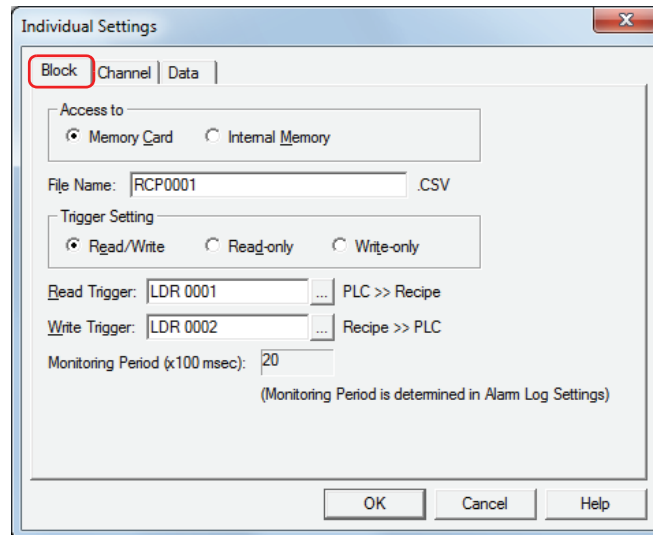 Individual Settings
Block Channel Data
Access to
Memory Card Internal Memory
File Name: RCP0001 .CSV
Trigger Setting
Read/Write Read-only Write-only
Read Trigger: LDR 0001 ... PLC >> Recipe
Write Trigger: LDR 0002 ... Recipe >> PLC
Monitoring Period (x100 msec): 20
(Monitoring Period is determined in Alarm Log Settings)
OK Cancel Help